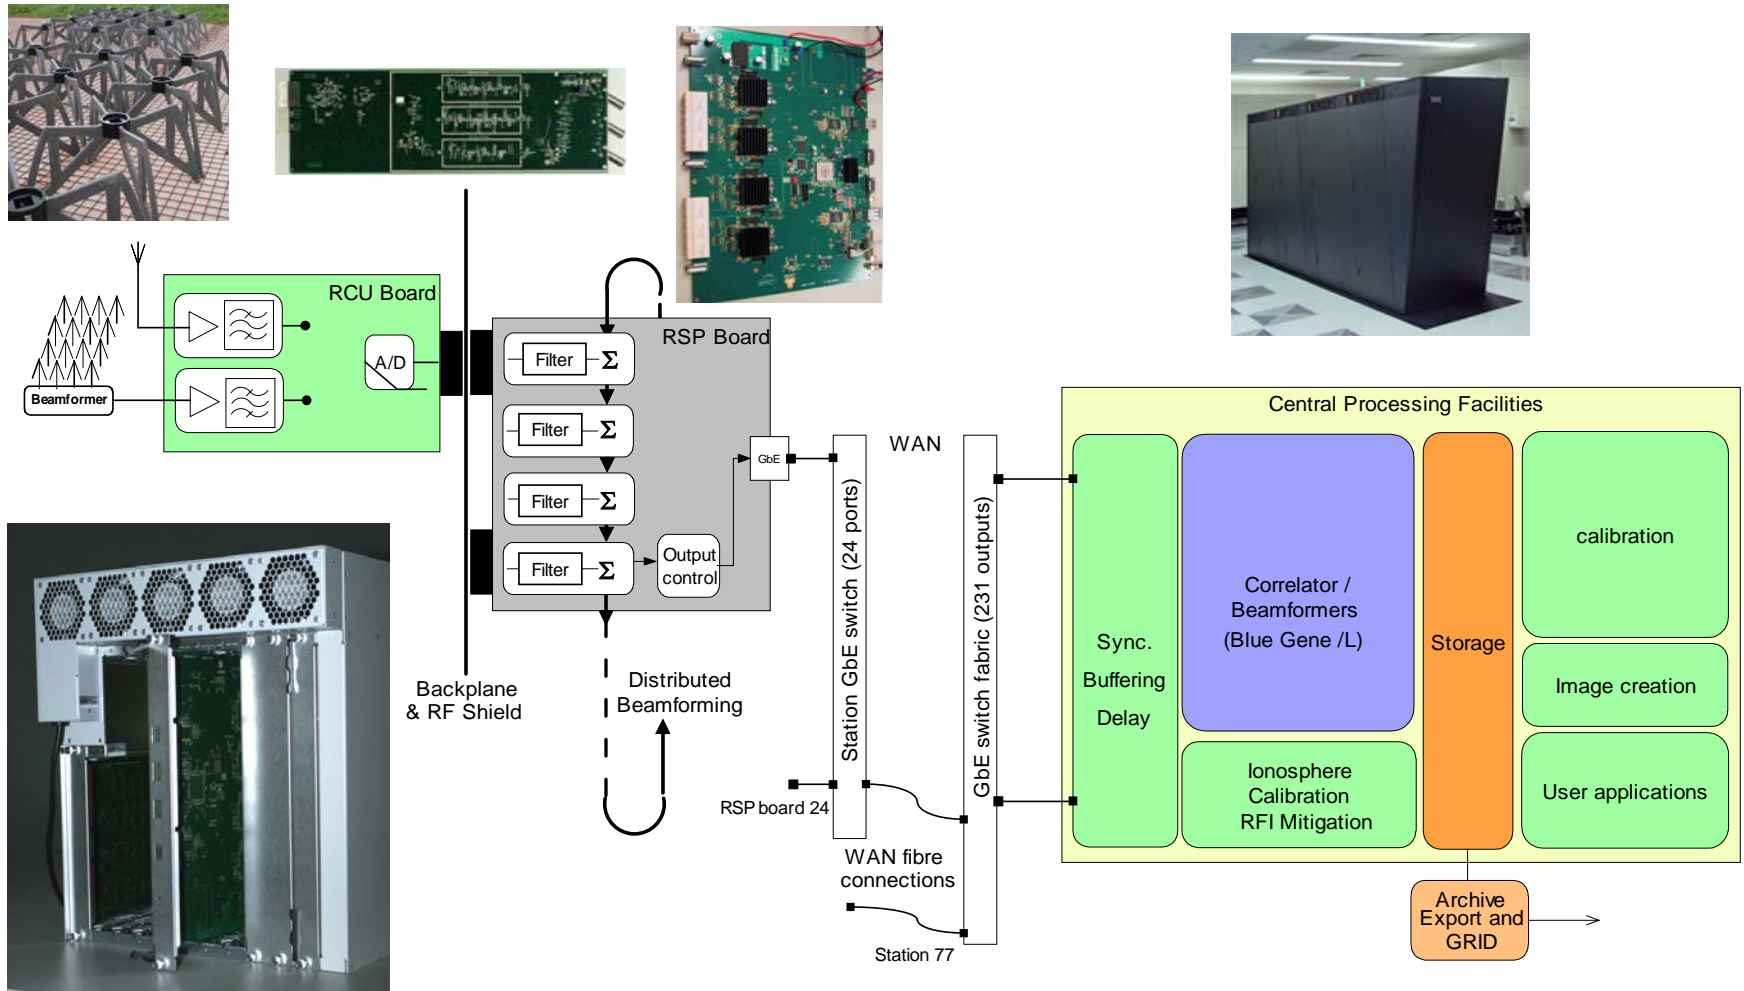 RCU Board
A/D
Beamformer
RSP Board
Filter
Σ
Filter
Σ
Filter
Σ
Filter
Σ
Output
control
GbE
Backplane
& RF Shield
Distributed
Beamforming
Station GbE switch (24 ports)
RSP board 24
WAN
GbE switch fabric (231 outputs)
WAN fibre
connections
Station 77
Central Processing Facilities
Sync.
Buffering
Delay
Correlator /
Beamformers
(Blue Gene /L)
Ionosphere
Calibration
RFI Mitigation
Storage
calibration
Image creation
User applications
Archive
Export and
GRID